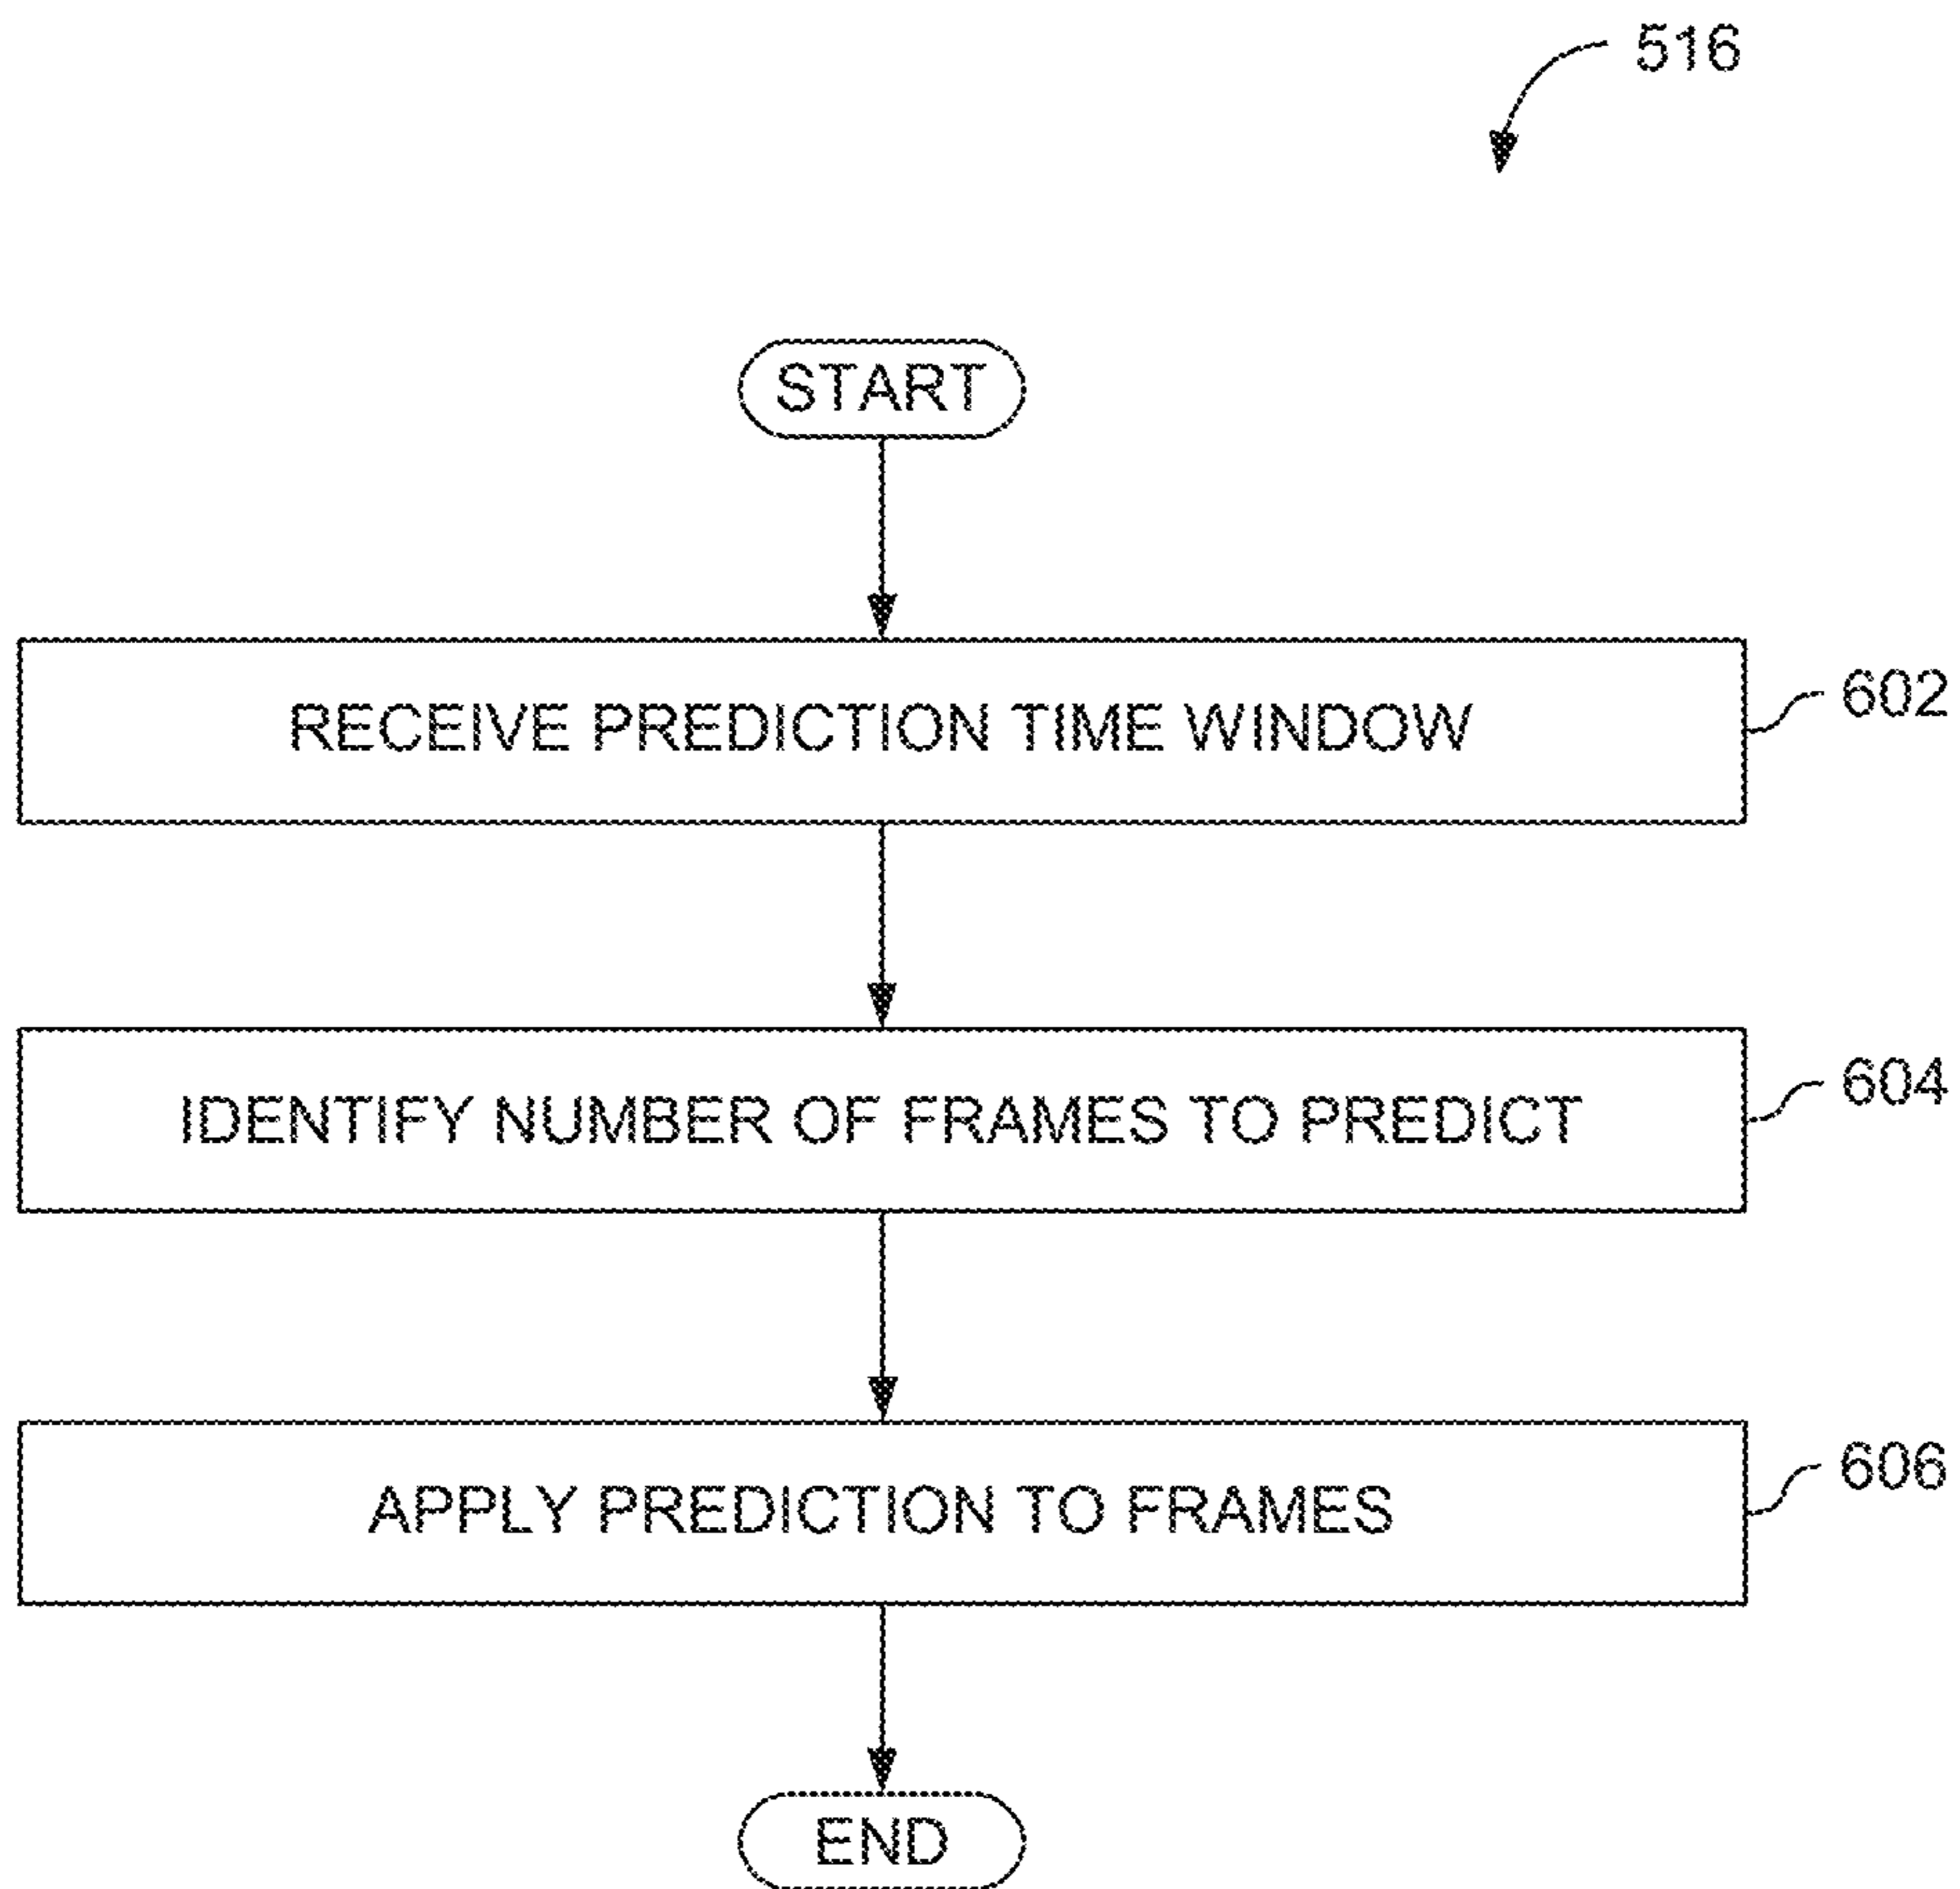 516
START
RECEIVE PREDICTION TIME WINDOW
602
IDENTIFY NUMBER OF FRAMES TO PREDICT
604
APPLY PREDICTION TO FRAMES
606
END